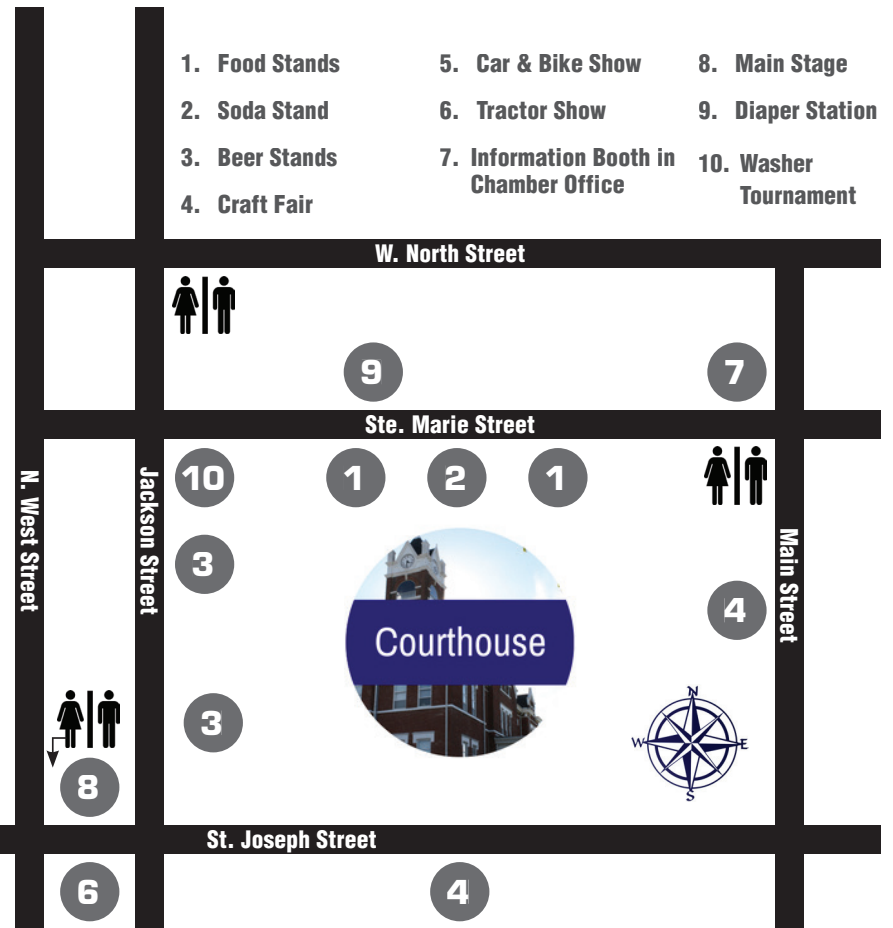 1. Food Stands
2. Soda Stand
3. Beer Stands
4. Craft Fair
5. Car & Bike Show
6. Tractor Show
7. Information Booth in
Chamber Office
8. Main Stage
9. Diaper Station
10. Washer
Tournament
W. North Street
9
7
Ste. Marie Street
N. West Street
Jackson Street
10
1
2
1
3
Main Street
4
Courthouse
3
N
W
E
S
8
St. Joseph Street
6
4